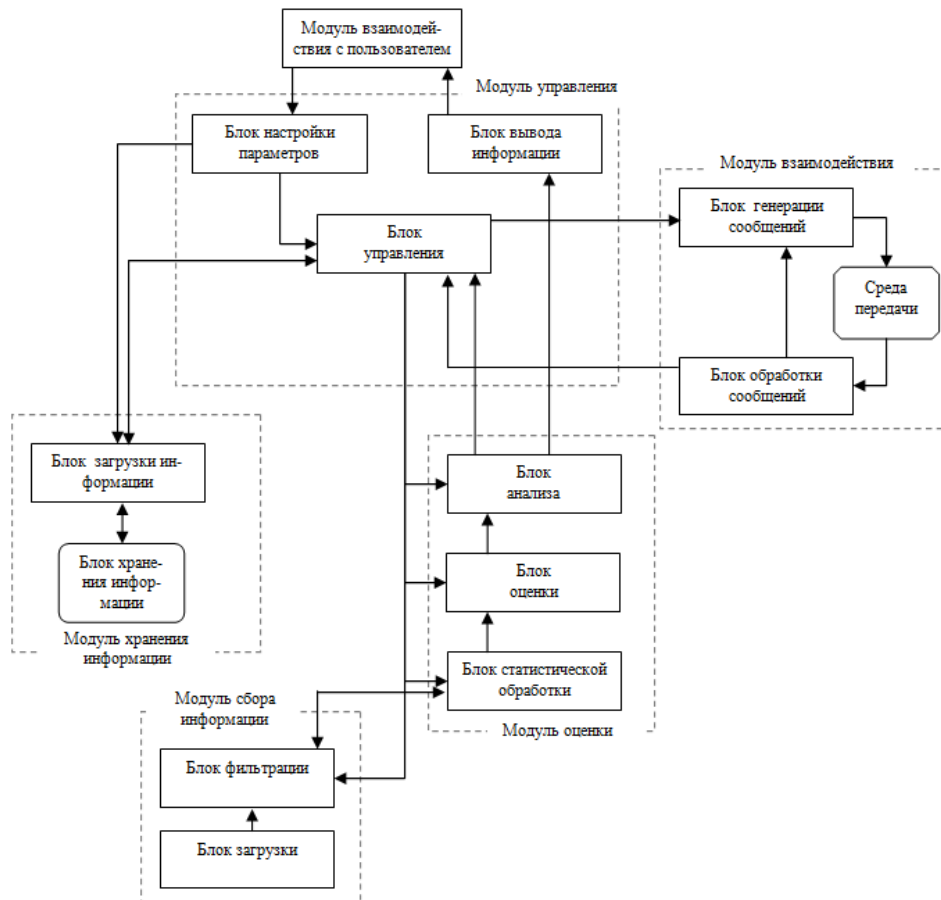 Модуль взаимодей-
ствия с пользователем
Модуль управления
Блок настройки
параметров
Блок вывода
информации
Модуль взаимодействия
Блок генерации
сообщений
Блок
управления
Среда
передачи
Блок обработки
сообщений
Блок загрузки ин-
формации
Блок
анализа
Блок хране-
ния инфор-
мации
Блок
оценки
Модуль хранения
информации
Блок статистической
обработки
Модуль сбора
информации
Модуль оценки
Блок фильтрации
Блок загрузки